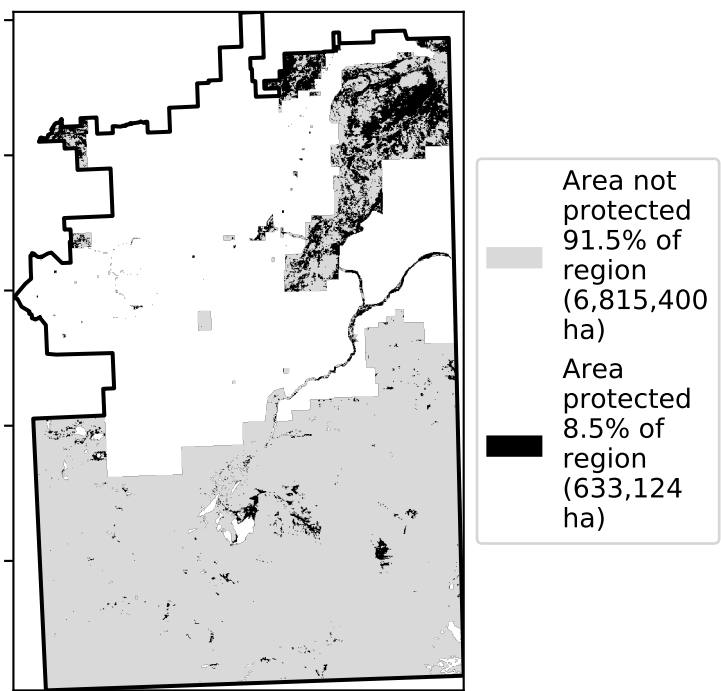 Area not
protected
91.5% of
region
(6,815,400
ha)
Area
protected
8.5% of
region
(633,124
ha)